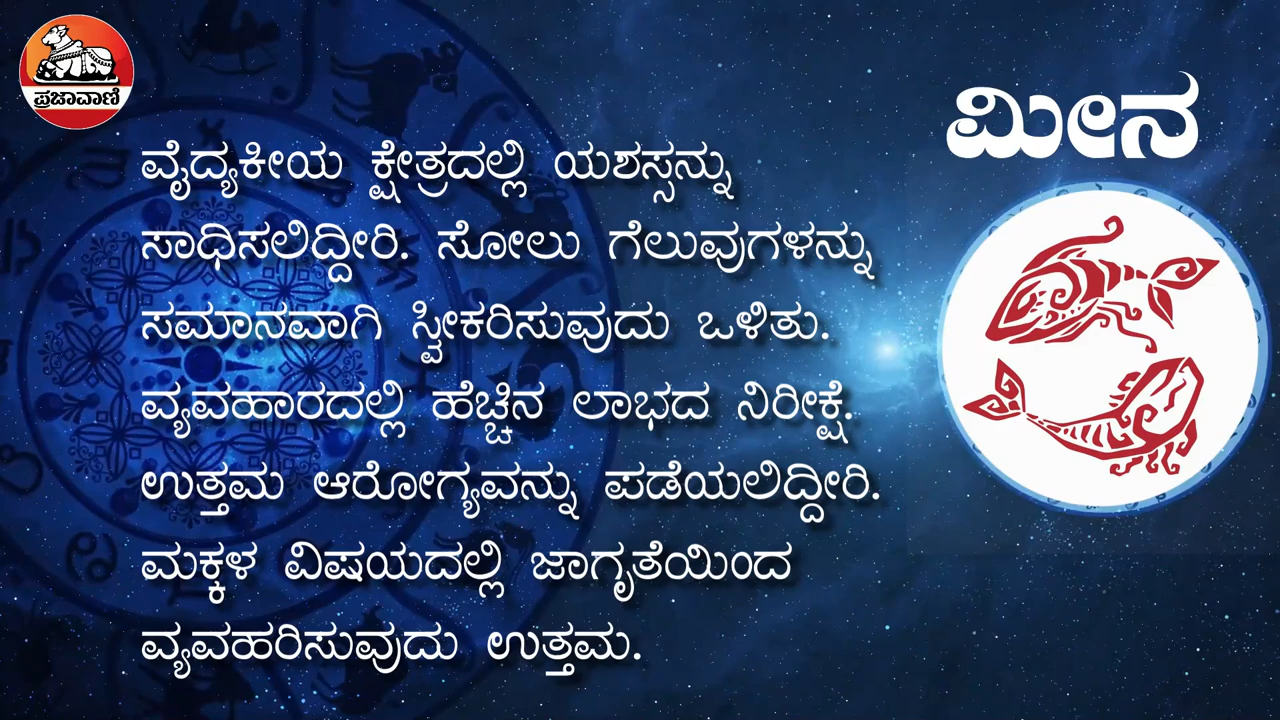 ಪ್ರಜಾವಾಣಿ
ಮೀನ
ವೈದ್ಯಕೀಯ ಕ್ಷೇತ್ರದಲ್ಲಿ ಯಶಸ್ಸನ್ನು
ಸಾಧಿಸಲಿದ್ದೀರಿ. ಸೋಲು ಗೆಲುವುಗಳನ್ನು
ಸಮಾನವಾಗಿ ಸ್ವೀಕರಿಸುವುದು ಒಳಿತು.
ವ್ಯವಹಾರದಲ್ಲಿ ಹೆಚ್ಚಿನ ಲಾಭದ ನಿರೀಕ್ಷೆ.
ಉತ್ತಮ ಆರೋಗ್ಯವನ್ನು ಪಡೆಯಲಿದ್ದೀರಿ.
ಮಕ್ಕಳ ವಿಷಯದಲ್ಲಿ ಜಾಗೃತೆಯಿಂದ
ವ್ಯವಹರಿಸುವುದು ಉತ್ತಮ.